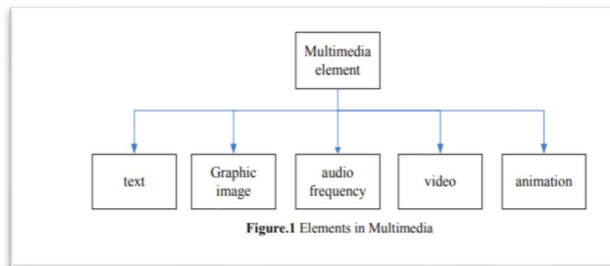 Multimedia
element
text
Graphic
image
audio
frequency
video
animation
Figure.1 Elements in Multimedia